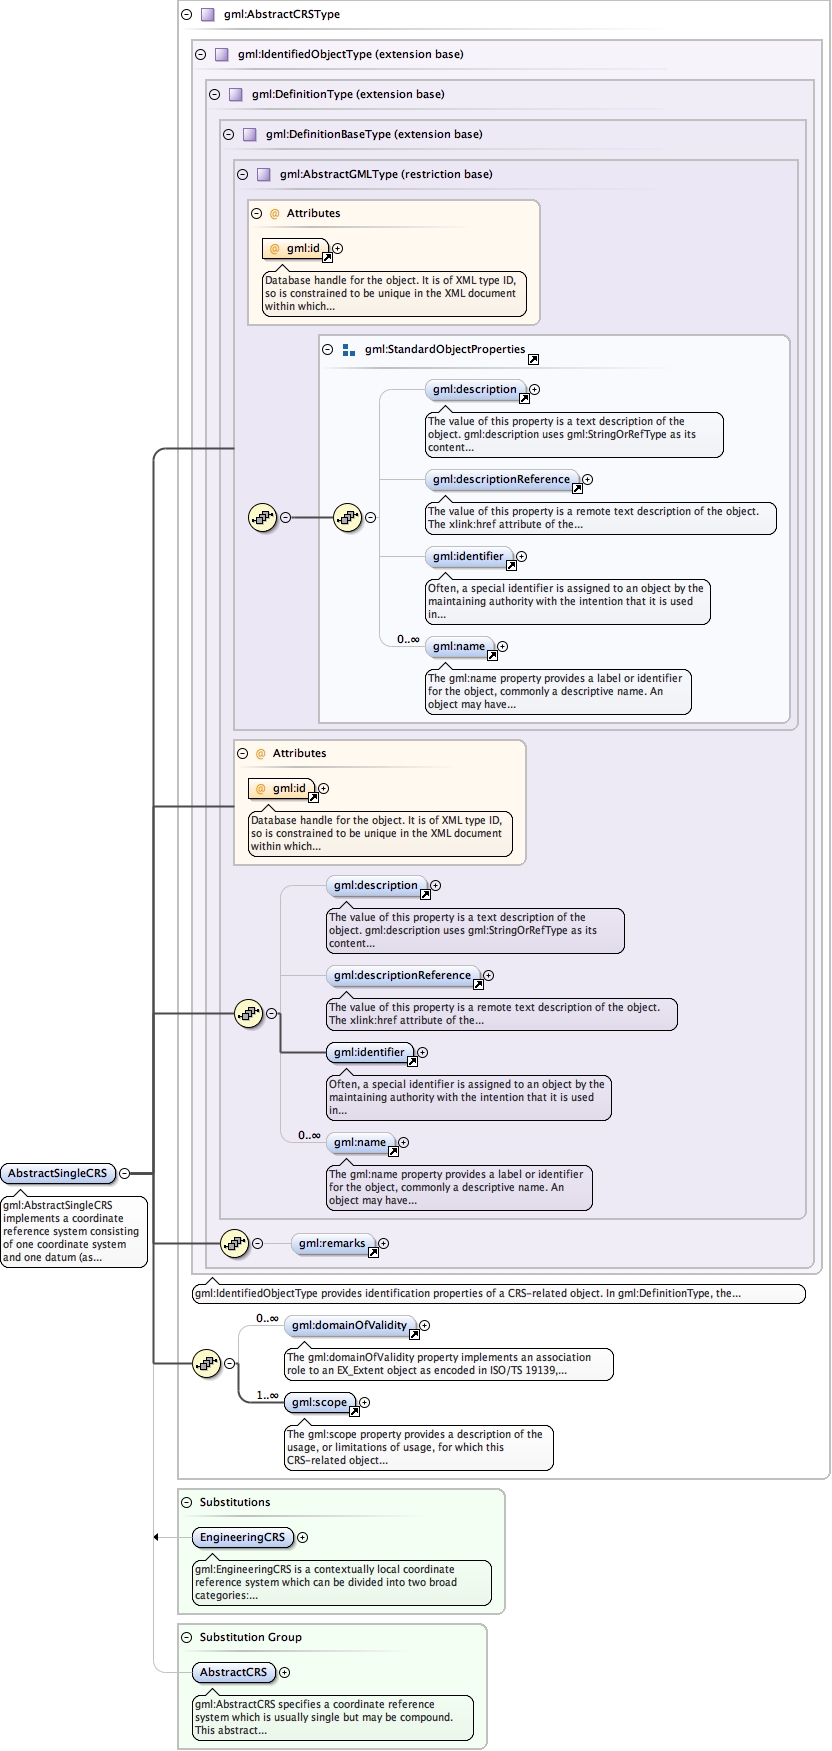 gml:AbstractCRSType
gml:IdentifiedObjectType (extension base)
gml:DefinitionType (extension base)
gml:DefinitionBaseType (extension base)
gml:AbstractGMLType (restriction base)
@ Attributes
@ gml:id
Database handle for the object. It is of XML type ID,
so is constrained to be unique in the XML document
within which...
gml:StandardObjectProperties
gml:description
The value of this property is a text description of the
object. gml:description uses gml:StringOrRefType as its
content...
gml:descriptionReference
The value of this property is a remote text description of the object.
The xlink:href attribute of the...
gml:identifier
Often, a special identifier is assigned to an object by the
maintaining authority with the intention that it is used
in...
0..∞
gml:name
The gml:name property provides a label or identifier
for the object, commonly a descriptive name. An
object may have...
@ Attributes
@ gml:id
Database handle for the object. It is of XML type ID,
so is constrained to be unique in the XML document
within which...
gml:description
The value of this property is a text description of the
object. gml:description uses gml:StringOrRefType as its
content...
gml:descriptionReference
The value of this property is a remote text description of the object.
The xlink:href attribute of the...
gml:identifier
Often, a special identifier is assigned to an object by the
maintaining authority with the intention that it is used
in...
0..∞
gml:name
The gml:name property provides a label or identifier
for the object, commonly a descriptive name. An
object may have...
AbstractSingleCRS
gml:AbstractSingleCRS
implements a coordinate
reference system consisting
of one coordinate system
and one datum (as...
gml:remarks
gml:IdentifiedObjectType provides identification properties of a CRS-related object. In gml:DefinitionType, the...
0..∞
gml:domainOfValidity
The gml:domainOfValidity property implements an association
role to an EX_Extent object as encoded in ISO/TS 19139,...
1..∞
gml:scope
The gml:scope property provides a description of the
usage, or limitations of usage, for which this
CRS-related object...
Substitutions
EngineeringCRS
gml:EngineeringCRS is a contextually local coordinate
reference system which can be divided into two broad
categories:...
Substitution Group
AbstractCRS
gml:AbstractCRS specifies a coordinate reference
system which is usually single but may be compound.
This abstract...